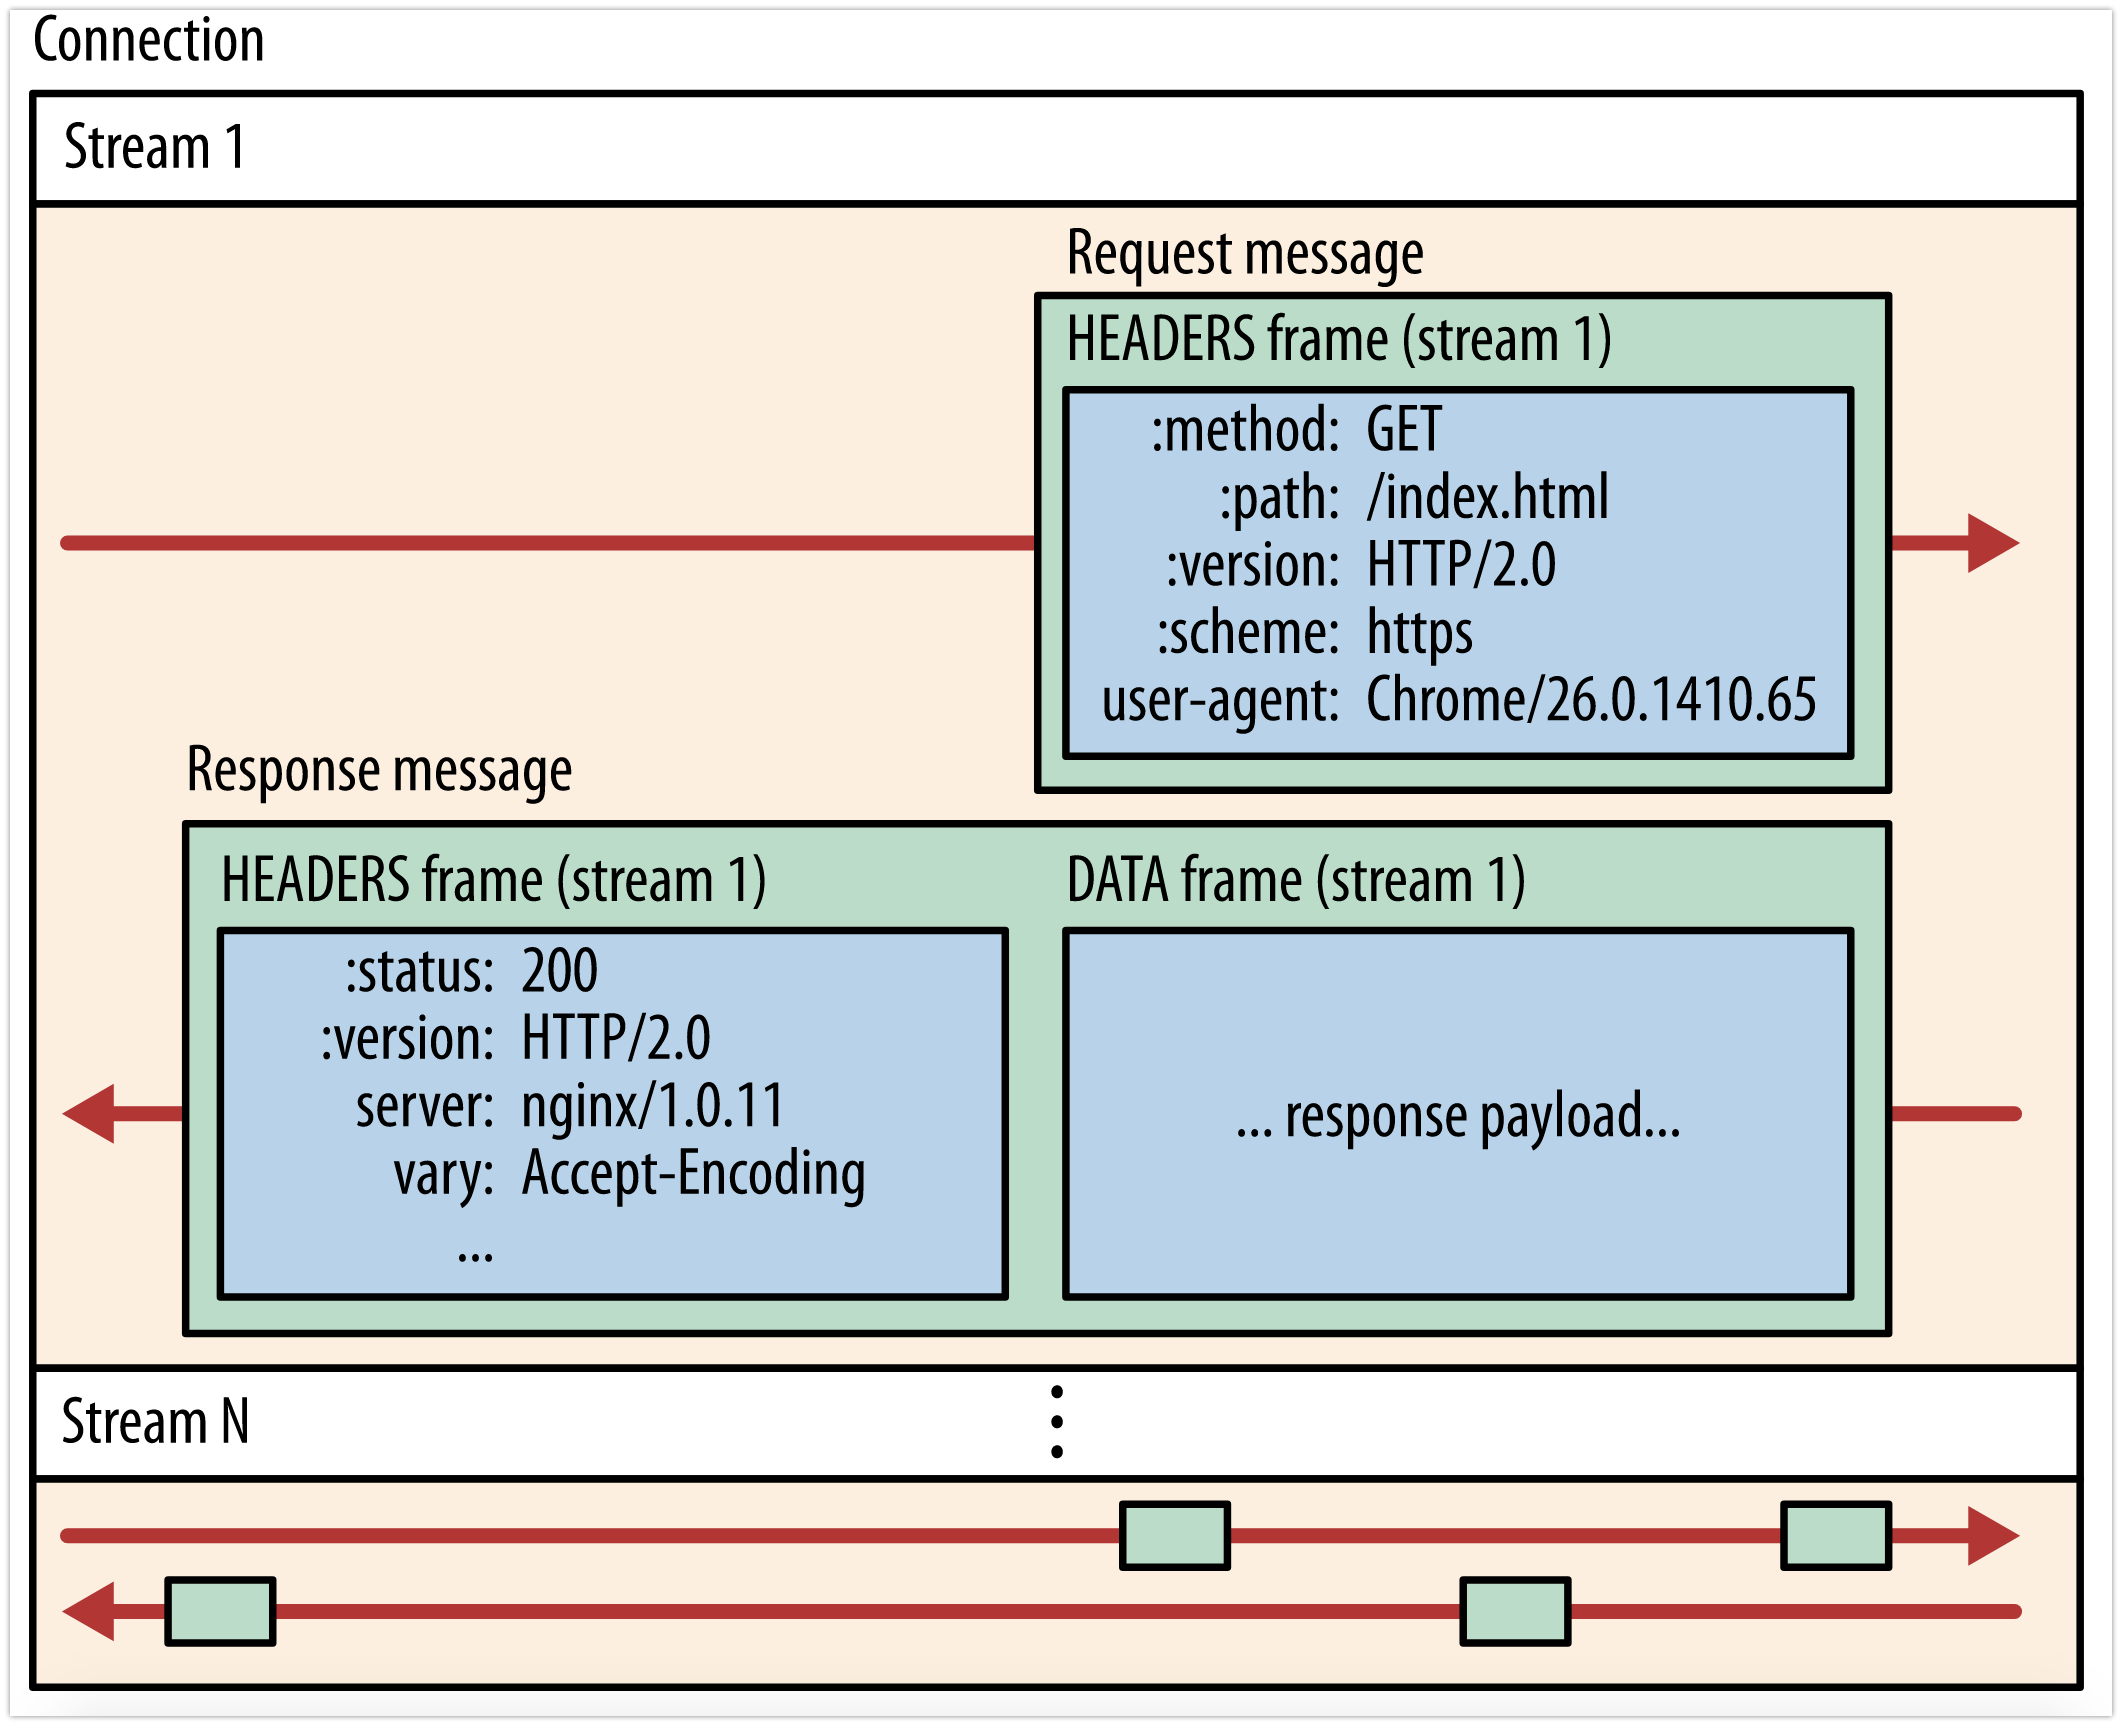 Connection
Stream 1
Request message
HEADERS frame (stream 1)
:method: GET
:path: /index.html
:version: HTTP/2.0
:scheme: https
user-agent: Chrome/26.0.1410.65
Response message
HEADERS frame (stream 1)
:status: 200
:version: HTTP/2.0
server: nginx/1.0.11
vary: Accept-Encoding
...
DATA frame (stream 1)
... response payload...
Stream N